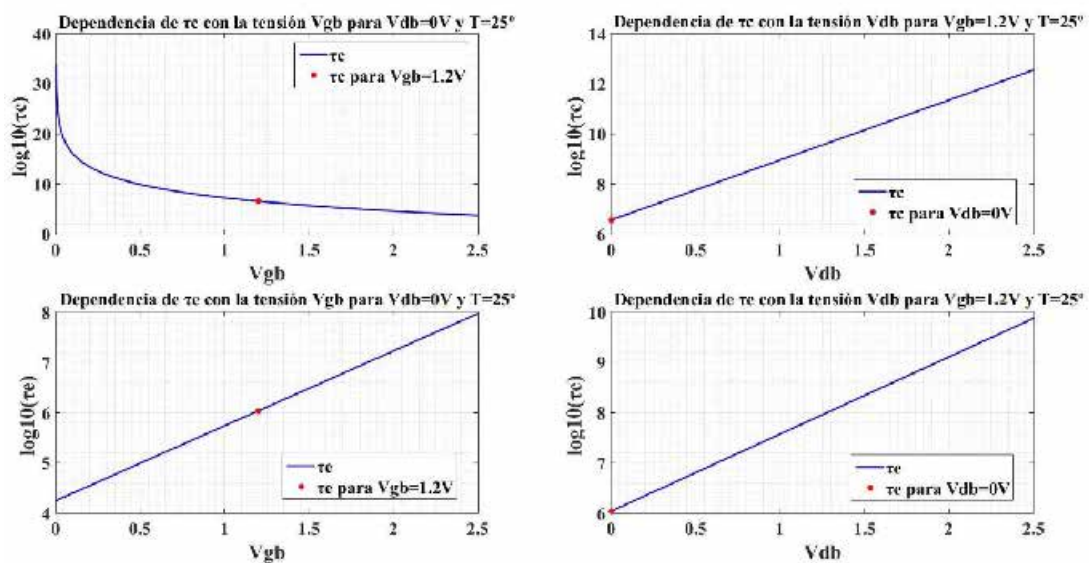 Dependencia de τc con la tensión Vgb para Vdb=0V y T=25º
40
30
20
10
0
log10(τc)
τc
τc para Vgb=1.2V
0 0.5 1 1.5 2 2.5
Vgb
Dependencia de τc con la tensión Vdb para Vgb=1.2V y T=25º
14
12
10
8
6
log10(τc)
τc
τc para Vdb=0V
0 0.5 1 1.5 2 2.5
Vdb
Dependencia de τe con la tensión Vgb para Vdb=0V y T=25º
8
7
6
5
4
log10(τe)
τe
τe para Vgb=1.2V
0 0.5 1 1.5 2 2.5
Vgb
Dependencia de τe con la tensión Vdb para Vgb=1.2V y T=25º
10
9
8
7
6
log10(τe)
τe
τe para Vdb=0V
0 0.5 1 1.5 2 2.5
Vdb